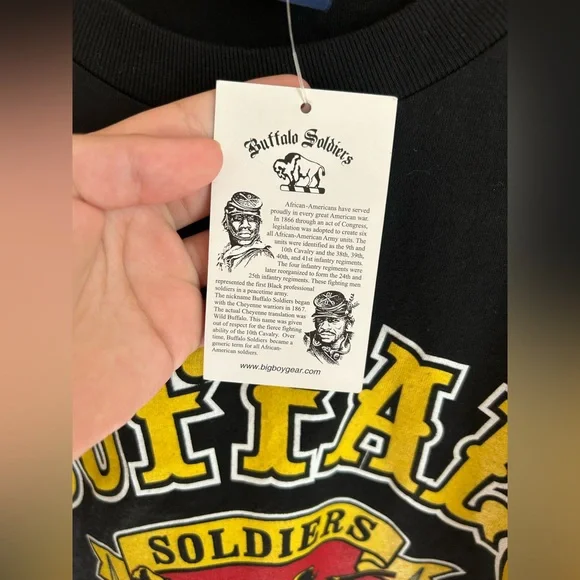 Buffalo Soldiers
African-Americans have served
proudly in every great American war.
In 1866 through an act of Congress,
legislation was adopted to create six
all African-American Army units. The
units were identified as the 9th and
10th Cavalry and the 38th, 39th,
40th, and 41st infantry regiments.
The four infantry regiments were
later reorganized to form the 24th and
25th infantry regiments. These fighting men
represented the first Black professional
soldiers in a peacetime army.
The nickname Buffalo Soldiers began
with the Cheyenne warriors in 1867.
The actual Cheyenne translation was
Wild Buffalo. This name was given
out of respect for the fierce fighting
ability of the 10th Cavalry. Over
time, Buffalo Soldiers became a
generic term for all African-
American soldiers.
www.bigboygear.com
BUFFALO
SOLDIERS